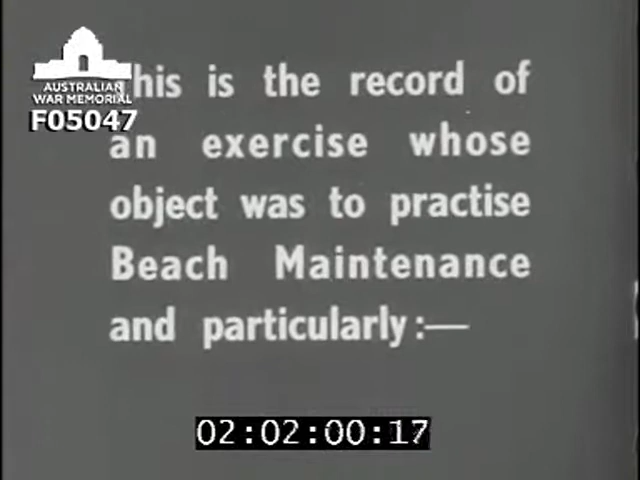 AUSTRALIAN
WAR MEMORIAL
F05047
his is the record of
an exercise whose
object was to practise
Beach Maintenance
and particularly:—
02:02:00:17